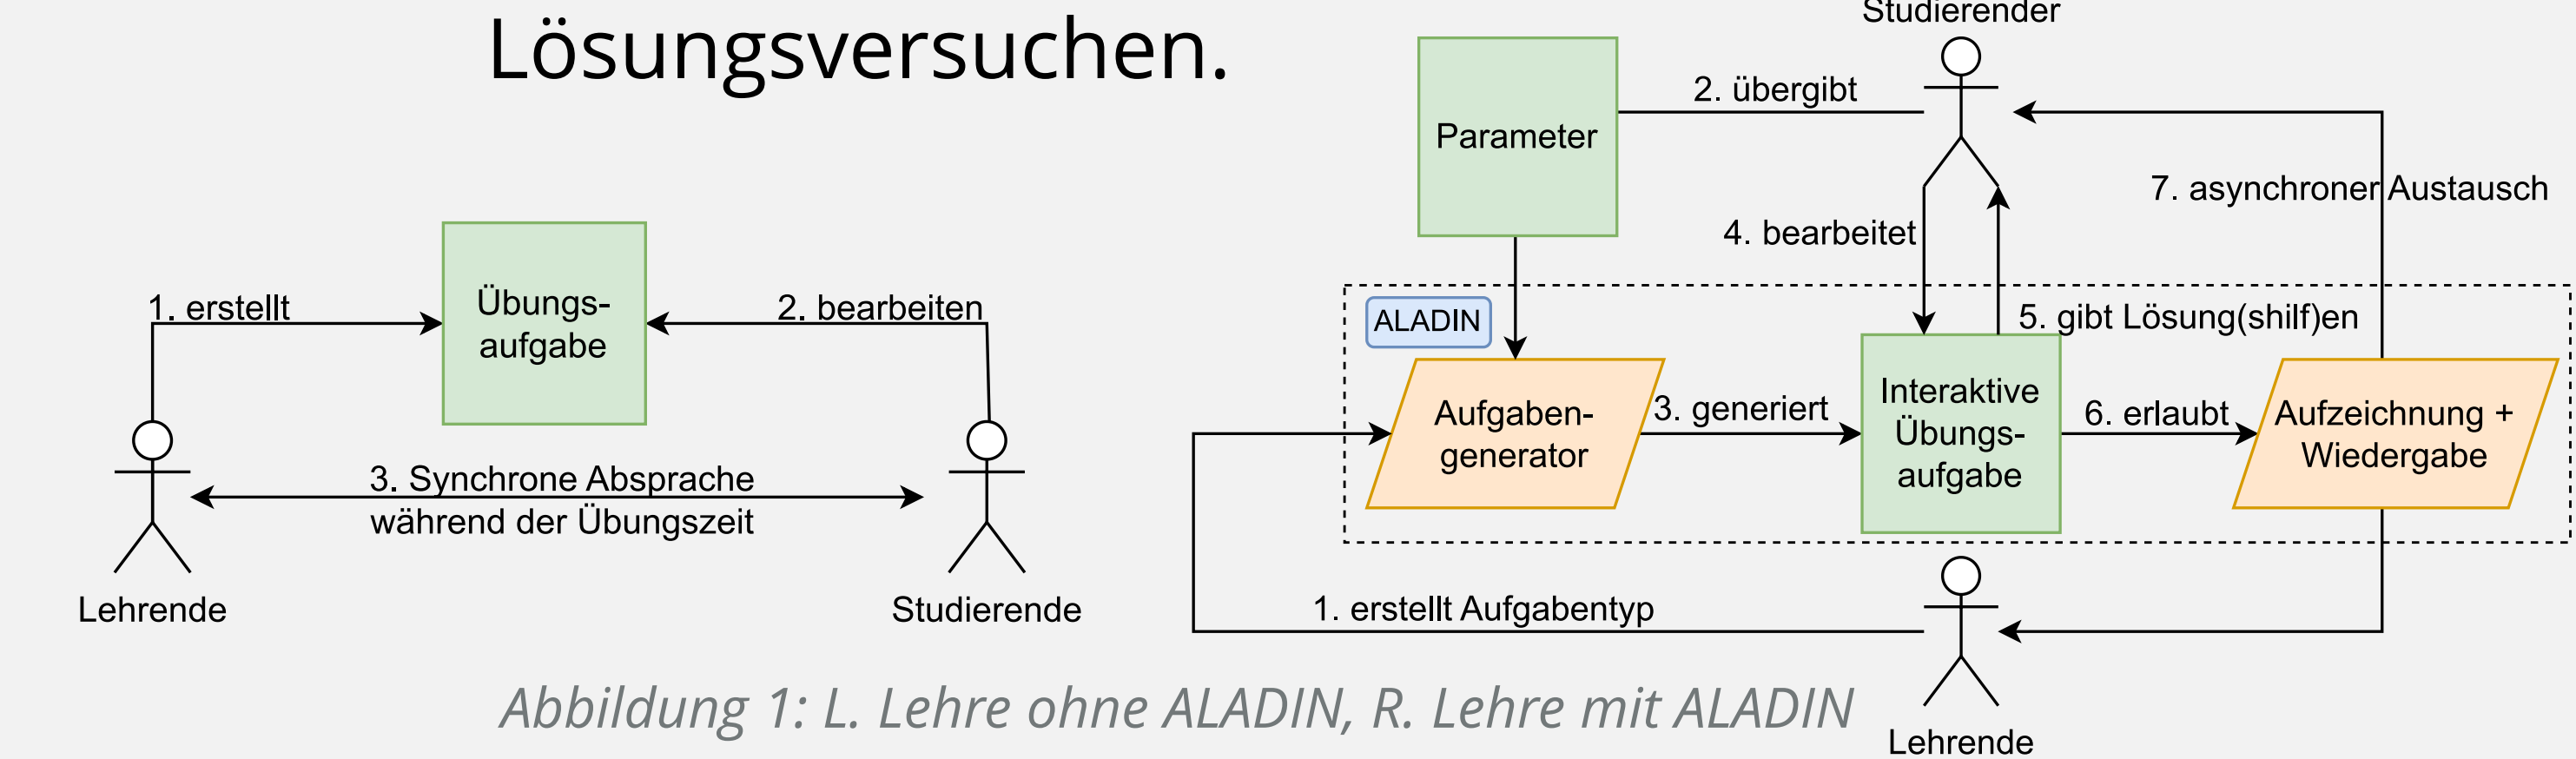 Lösungsversuchen.
1. erstellt
Übungs-
aufgabe
2. bearbeiten
3. Synchrone Absprache
während der Übungszeit
Lehrende
Studierende
Studierender
Parameter
2. übergibt
7. asynchroner Austausch
4. bearbeitet
ALADIN
5. gibt Lösung(shilf)en
Aufgaben-
generator
3. generiert
Interaktive
Übungs-
aufgabe
6. erlaubt
Aufzeichnung +
Wiedergabe
1. erstellt Aufgabentyp
Lehrende
Abbildung 1: L. Lehre ohne ALADIN, R. Lehre mit ALADIN